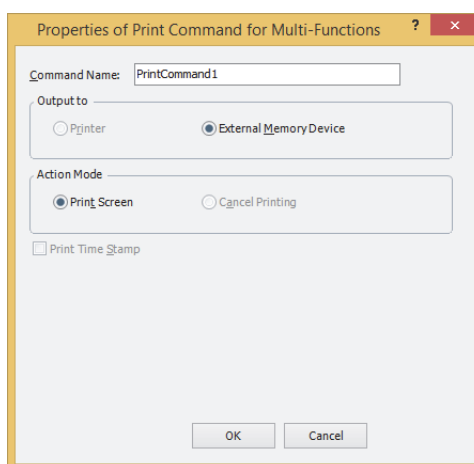 Properties of Print Command for Multi-Functions ? ×
Command Name: PrintCommand1
Output to
Printer External Memory Device
Action Mode
Print Screen Cancel Printing
Print Time Stamp
OK Cancel